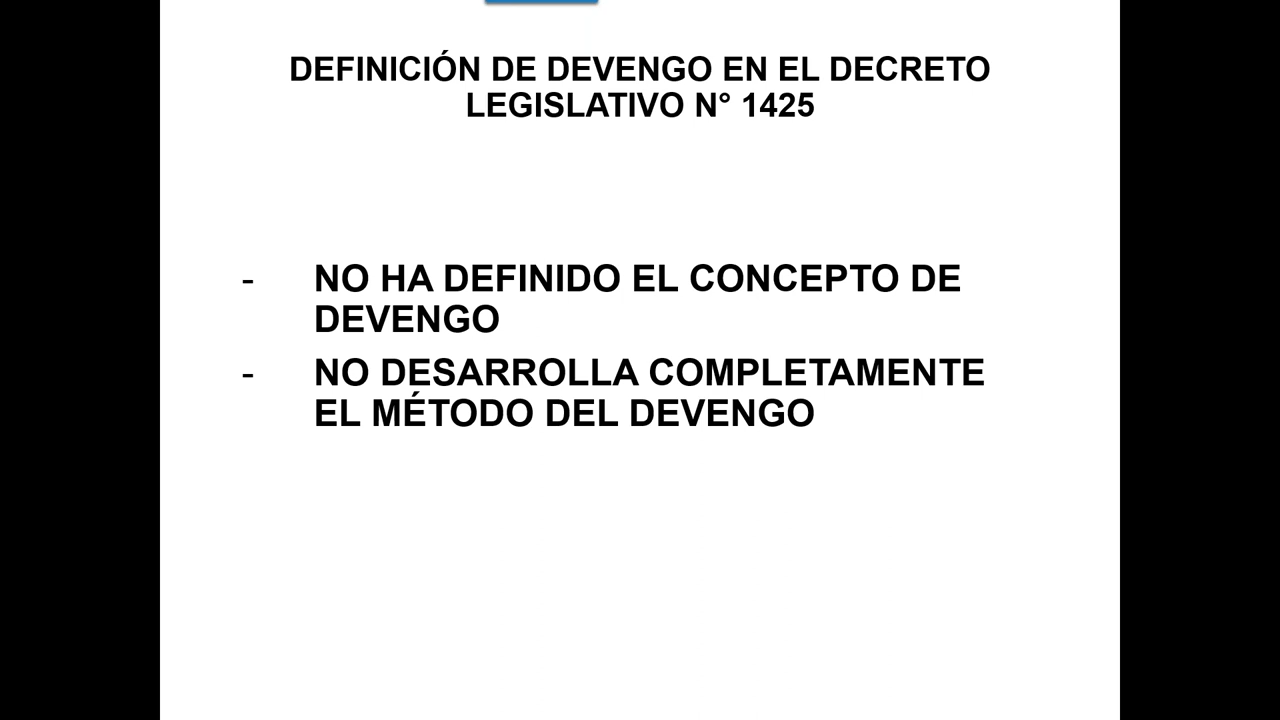 DEFINICIÓN DE DEVENGO EN EL DECRETO
LEGISLATIVO N° 1425
- NO HA DEFINIDO EL CONCEPTO DE
DEVENGO
- NO DESARROLLA COMPLETAMENTE
EL MÉTODO DEL DEVENGO